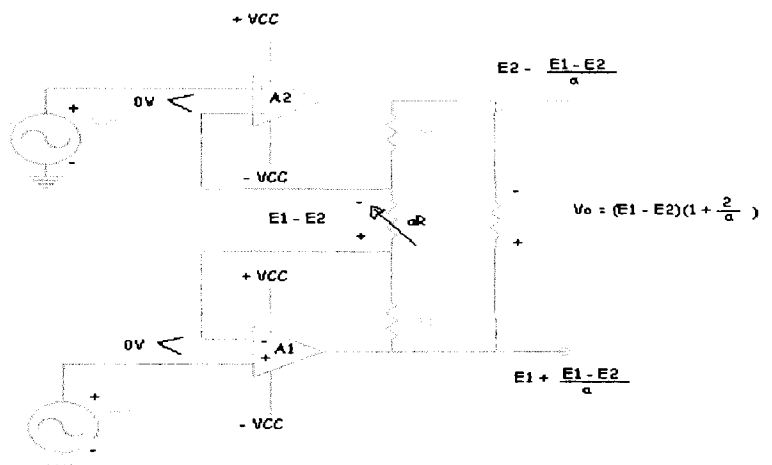 + VCC
E2 - E1 - E2
a
0V
A2
- VCC
E1 - E2
aR
Vo = (E1 - E2)(1 + 2/a )
+ VCC
0V
A1
E1 + E1 - E2
a
- VCC